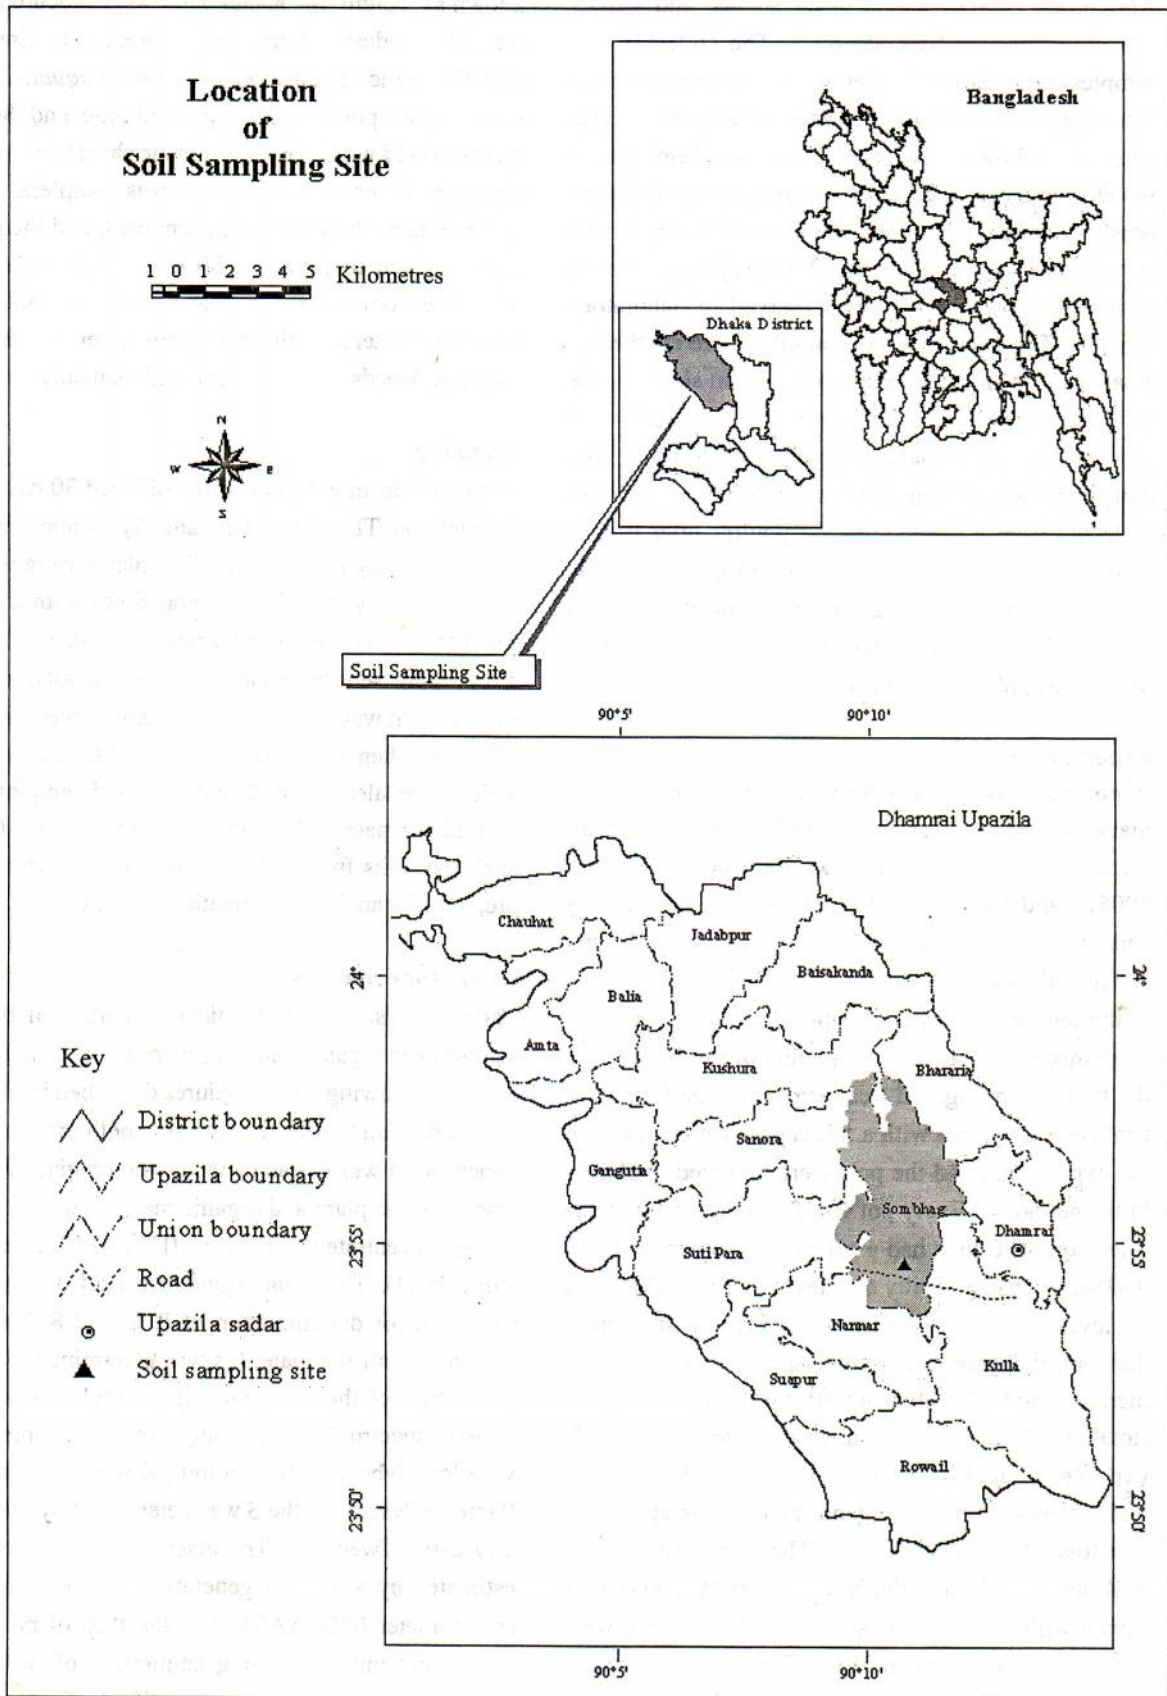 Location
of
Soil Sampling Site
1 0 1 2 3 4 5 Kilometres
N
W E
S
Bangladesh
Dhaka District
Soil Sampling Site
90°5' 90°10'
Dhamrai Upazila
Chauhat
Jadabpur
Baisakanda
24° 24°
Balia
Amta
Kushura
Bhararia
Sanora
Gangutia
Sombhag
Dhamrai
Suti Para
23°55' 23°55'
Nannar
Kulla
Suapur
Rowail
23°50' 23°50'
90°5' 90°10'
Key
District boundary
Upazila boundary
Union boundary
Road
Upazila sadar
Soil sampling site